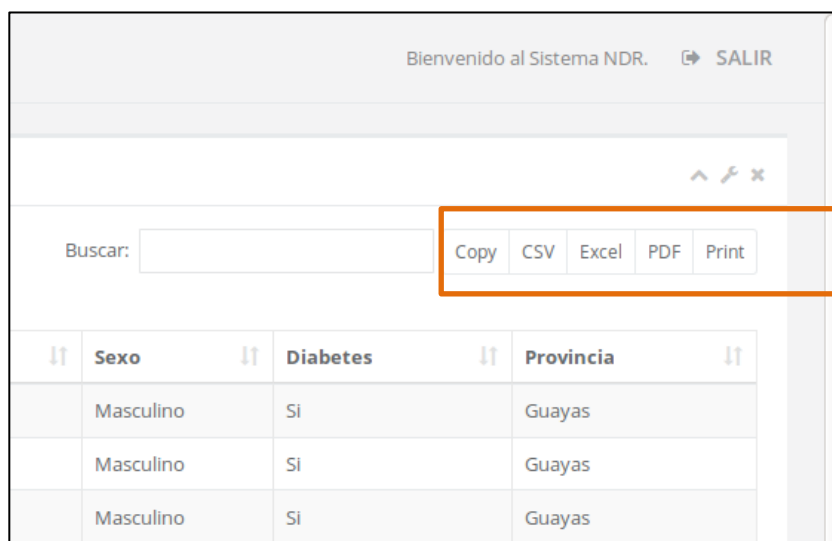 Bienvenido al Sistema NDR. SALIR
Buscar: Copy CSV Excel PDF Print
Sexo Diabetes Provincia
Masculino Si Guayas
Masculino Si Guayas
Masculino Si Guayas